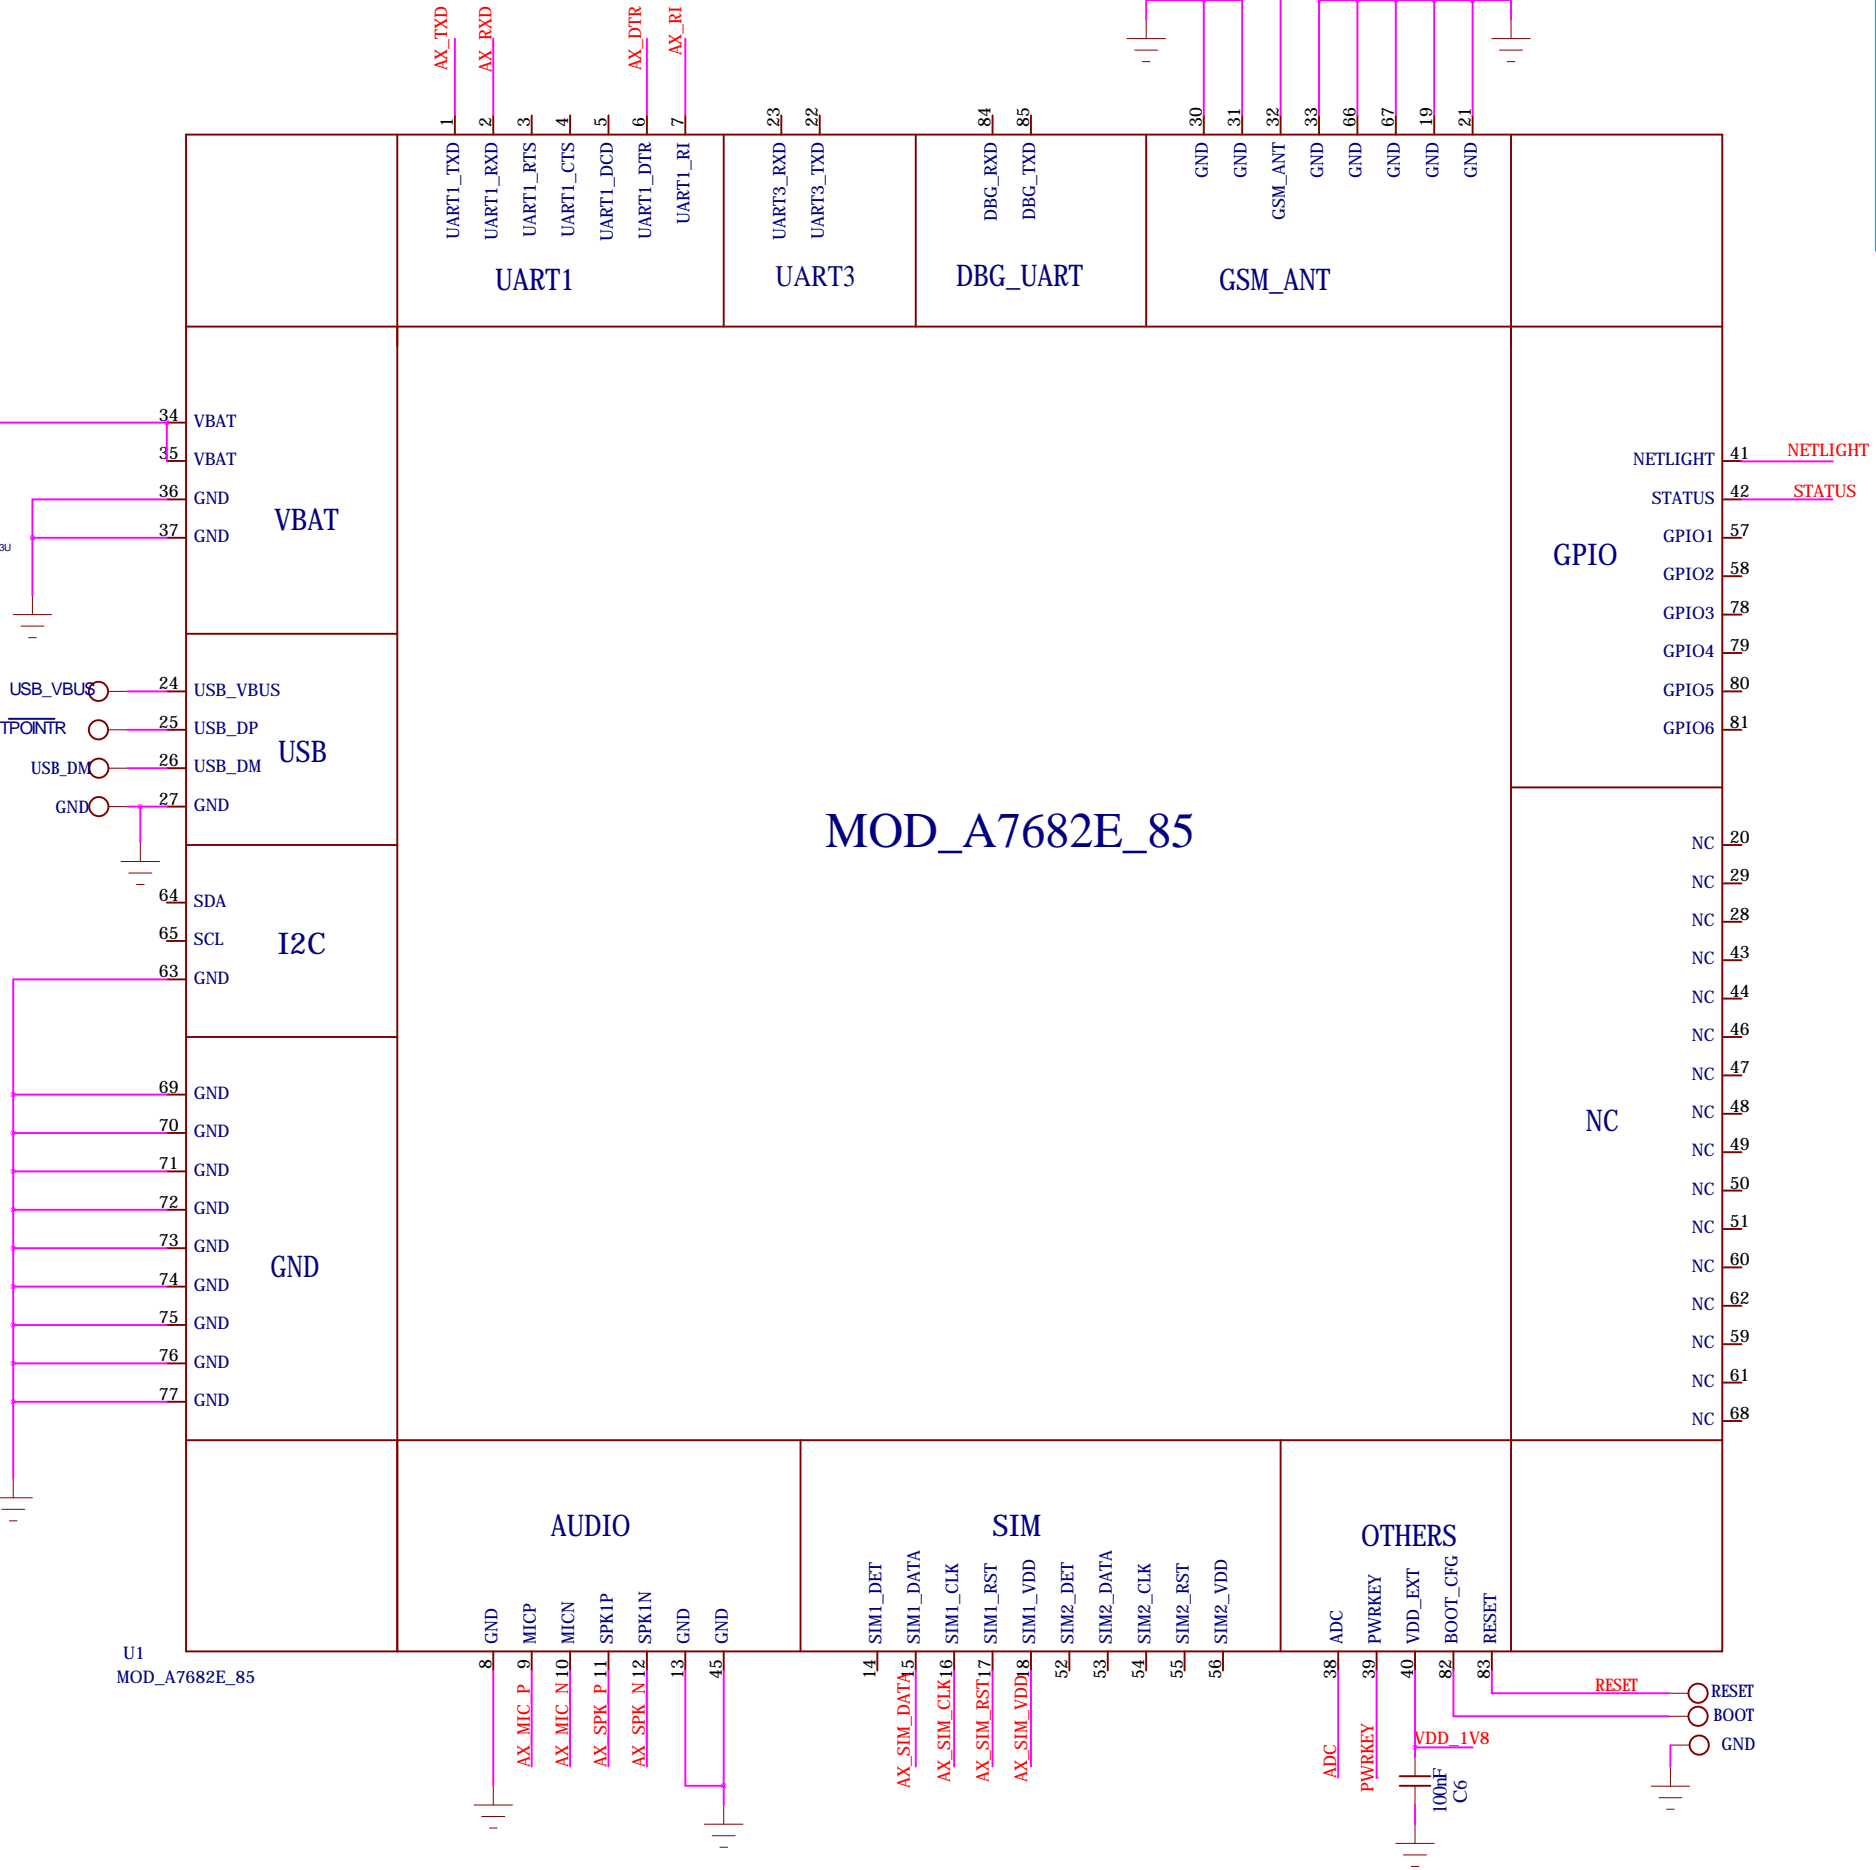 AX_TXD
AX_RXD
AX_DTR
AX_RI
1
2
3
4
5
6
7
23
22
84
85
30
31
32
33
66
67
19
21
UART1_TXD
UART1_RXD
UART1_RTS
UART1_CTS
UART1_DCD
UART1_DTR
UART1_RI
UART3_RXD
UART3_TXD
DBG_RXD
DBG_TXD
GND
GND
GSM_ANT
GND
GND
GND
GND
GND
UART1
UART3
DBG_UART
GSM_ANT
34 VBAT
35 VBAT
36 GND
37 GND
VBAT
3U
USB_VBUS 24 USB_VBUS
TPOINTR 25 USB_DP
USB_DM 26 USB_DM
GND 27 GND
USB
64 SDA
65 SCL
63 GND
I2C
69 GND
70 GND
71 GND
72 GND
73 GND
74 GND
75 GND
76 GND
77 GND
GND
MOD_A7682E_85
NETLIGHT 41 NETLIGHT
STATUS 42 STATUS
GPIO1 57
GPIO2 58
GPIO3 78
GPIO4 79
GPIO5 80
GPIO6 81
GPIO
NC 20
NC 29
NC 28
NC 43
NC 44
NC 46
NC 47
NC 48
NC 49
NC 50
NC 51
NC 60
NC 62
NC 59
NC 61
NC 68
NC
AUDIO
SIM
OTHERS
GND
MICP
MICN
SPK1P
SPK1N
GND
GND
SIM1_DET
SIM1_DATA
SIM1_CLK
SIM1_RST
SIM1_VDD
SIM2_DET
SIM2_DATA
SIM2_CLK
SIM2_RST
SIM2_VDD
ADC
PWRKEY
VDD_EXT
BOOT_CFG
RESET
U1
MOD_A7682E_85
8
9
10
11
12
13
45
14
15
16
17
18
52
53
54
55
56
38
39
40
82
83
AX_MIC_P
AX_MIC_N
AX_SPK_P
AX_SPK_N
AX_SIM_DATA
AX_SIM_CLK
AX_SIM_RST
AX_SIM_VDD
ADC
PWRKEY
VDD_1V8
100nF
C6
RESET
RESET
BOOT
GND